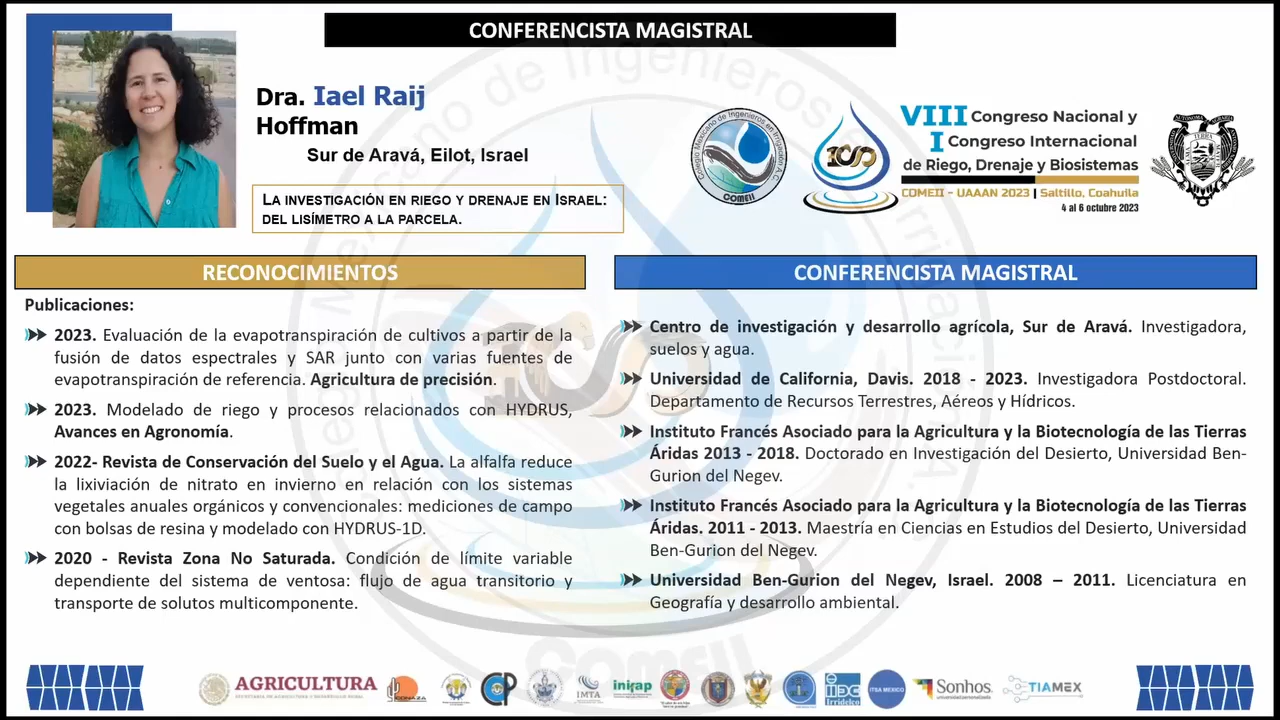 CONFERENCISTA MAGISTRAL
Dra. Iael Raij
Hoffman
Sur de Aravá, Eilot, Israel
LA INVESTIGACIÓN EN RIEGO Y DRENAJE EN ISRAEL:
DEL LISÍMETRO A LA PARCELA.
Colegio Mexicano de Ingenieros en Irrigación A.C.
COMEII
VIII Congreso Nacional y
I Congreso Internacional
de Riego, Drenaje y Biosistemas
COMEII - UAAAN 2023 | Saltillo, Coahuila
4 al 6 octubre 2023
RECONOCIMIENTOS
Publicaciones:
2023. Evaluación de la evapotranspiración de cultivos a partir de la
fusión de datos espectrales y SAR junto con varias fuentes de
evapotranspiración de referencia. Agricultura de precisión.
2023. Modelado de riego y procesos relacionados con HYDRUS,
Avances en Agronomía.
2022- Revista de Conservación del Suelo y el Agua. La alfalfa reduce
la lixiviación de nitrato en invierno en relación con los sistemas
vegetales anuales orgánicos y convencionales: mediciones de campo
con bolsas de resina y modelado con HYDRUS-1D.
2020 - Revista Zona No Saturada. Condición de límite variable
dependiente del sistema de ventosa: flujo de agua transitorio y
transporte de solutos multicomponente.
CONFERENCISTA MAGISTRAL
Centro de investigación y desarrollo agrícola, Sur de Aravá. Investigadora,
suelos y agua.
Universidad de California, Davis. 2018 - 2023. Investigadora Postdoctoral.
Departamento de Recursos Terrestres, Aéreos y Hídricos.
Instituto Francés Asociado para la Agricultura y la Biotecnología de las Tierras
Áridas 2013 - 2018. Doctorado en Investigación del Desierto, Universidad Ben-
Gurion del Negev.
Instituto Francés Asociado para la Agricultura y la Biotecnología de las Tierras
Áridas. 2011 - 2013. Maestría en Ciencias en Estudios del Desierto, Universidad
Ben-Gurion del Negev.
Universidad Ben-Gurion del Negev, Israel. 2008 – 2011. Licenciatura en
Geografía y desarrollo ambiental.
AGRICULTURA
CONAZA
IMTA
inifap
ITSA MEXICO
Sonhos
TIAMEX